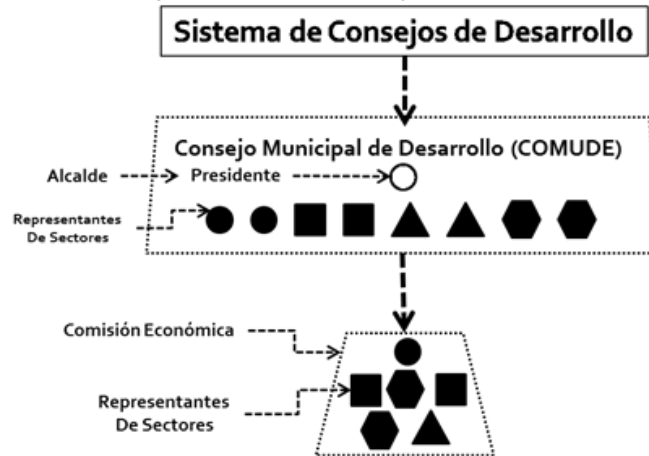 Sistema de Consejos de Desarrollo
Consejo Municipal de Desarrollo (COMUDE)
Alcalde Presidente
Representantes
De Sectores
Comisión Económica
Representantes
De Sectores